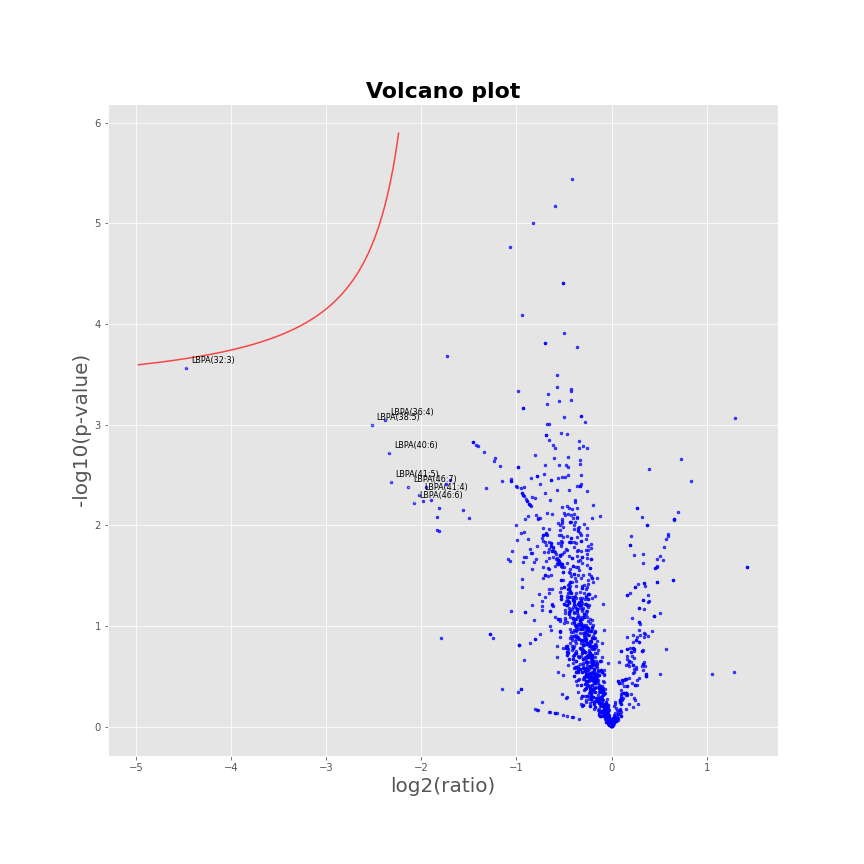 Volcano plot
6
5
4
3
2
1
0
-log10(p-value)
LBPA(32:3)
LBPA(36:4)
LBPA(38:5)
LBPA(40:6)
LBPA(41:5)
LBPA(46:7)
LBPA(41:4)
LBPA(46:6)
−5 −4 −3 −2 −1 0 1
log2(ratio)